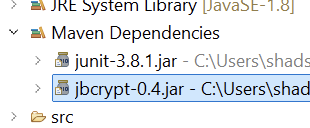 JRE System Library [JavaSE-1.8]
Maven Dependencies
junit-3.8.1.jar - C:\Users\shads
jbcrypt-0.4.jar - C:\Users\shad
src